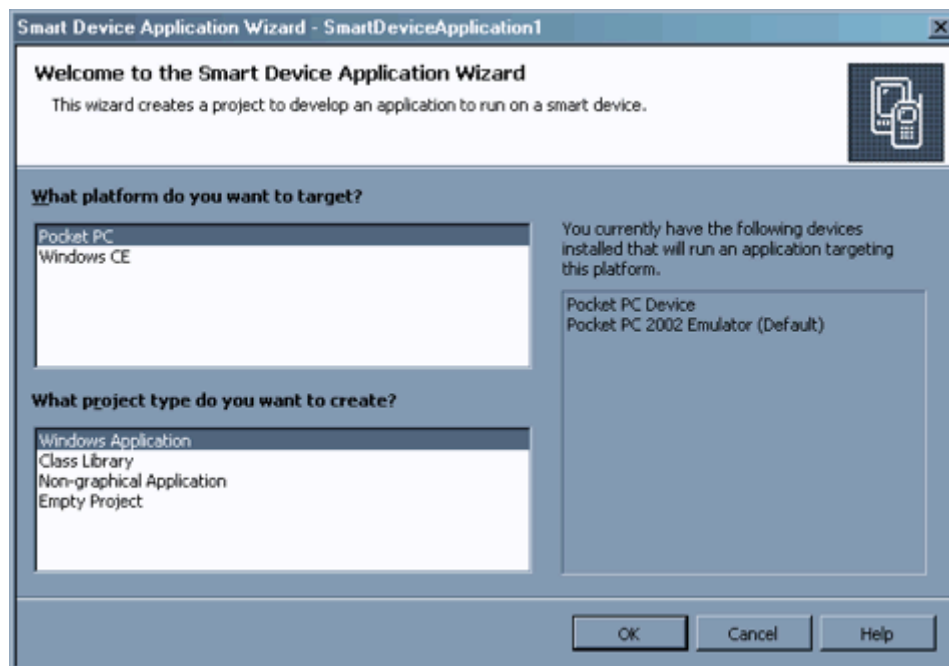 Smart Device Application Wizard - SmartDeviceApplication1
Welcome to the Smart Device Application Wizard
This wizard creates a project to develop an application to run on a smart device.
What platform do you want to target?
Pocket PC
Windows CE
You currently have the following devices
installed that will run an application targeting
this platform.
Pocket PC Device
Pocket PC 2002 Emulator (Default)
What project type do you want to create?
Windows Application
Class Library
Non-graphical Application
Empty Project
OK
Cancel
Help